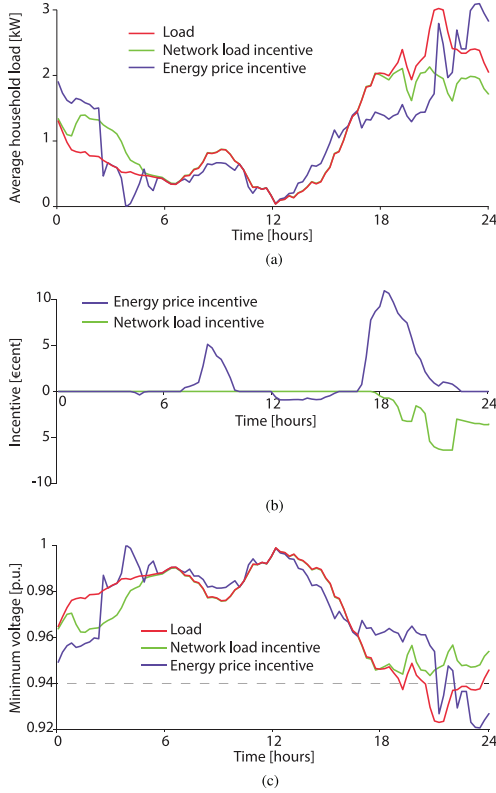 Average household load [kW]
3
2
1
0
Load
Network load incentive
Energy price incentive
0 6 12 18 24
Time [hours]
(a)
Incentive [€cent]
10
5
0
5
-10
Energy price incentive
Network load incentive
0 6 12 18 24
Time [hours]
(b)
Minimum voltage [p.u.]
1
0.98
0.96
0.94
0.92
Load
Network load incentive
Energy price incentive
0 6 12 18 24
Time [hours]
(c)